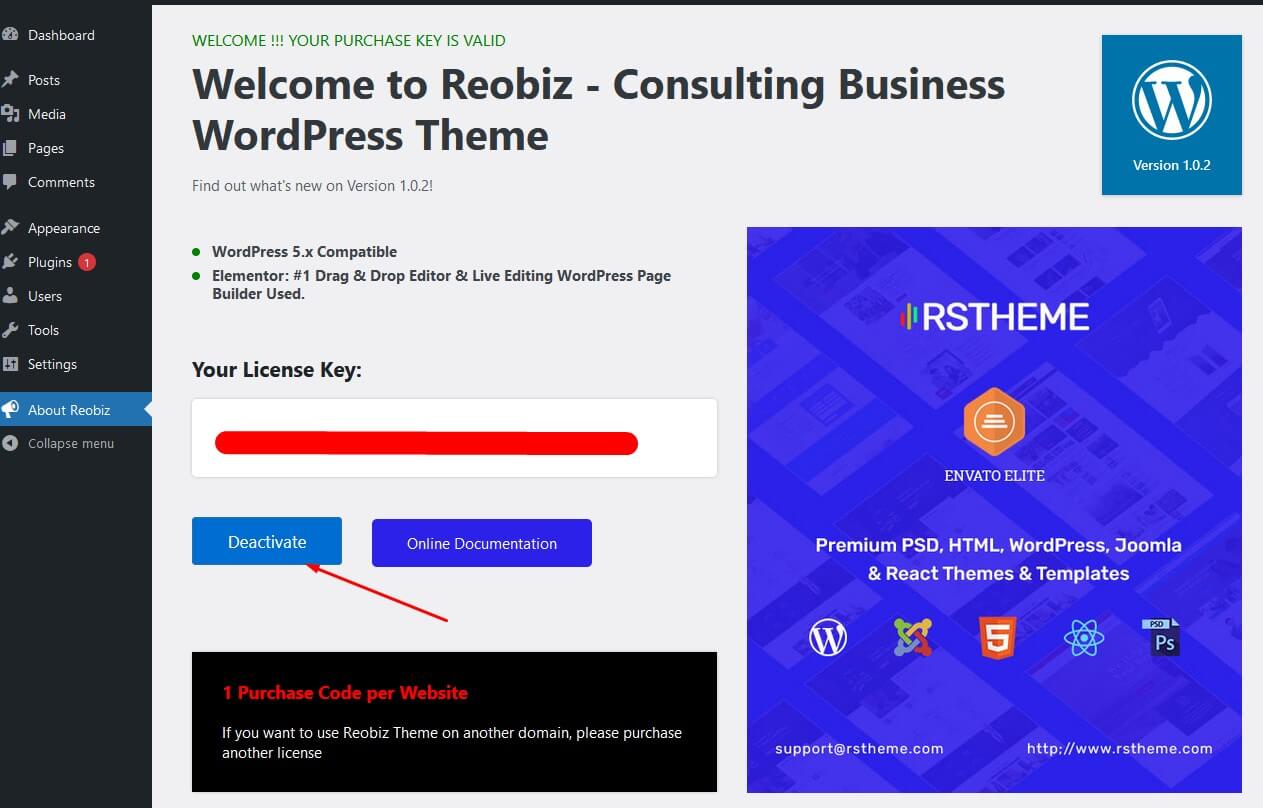 Dashboard
Posts
Media
Pages
Comments
Appearance
Plugins 1
Users
Tools
Settings
About Reobiz
Collapse menu
WELCOME !!! YOUR PURCHASE KEY IS VALID
Welcome to Reobiz - Consulting Business
WordPress Theme
Find out what's new on Version 1.0.2!
Version 1.0.2
WordPress 5.x Compatible
Elementor: #1 Drag & Drop Editor & Live Editing WordPress Page
Builder Used.
Your License Key:
Deactivate
Online Documentation
1 Purchase Code per Website
If you want to use Reobiz Theme on another domain, please purchase
another license
RSTHEME
ENVATO ELITE
Premium PSD, HTML, WordPress, Joomla
& React Themes & Templates
PSD
Ps
support@rstheme.com
http://www.rstheme.com